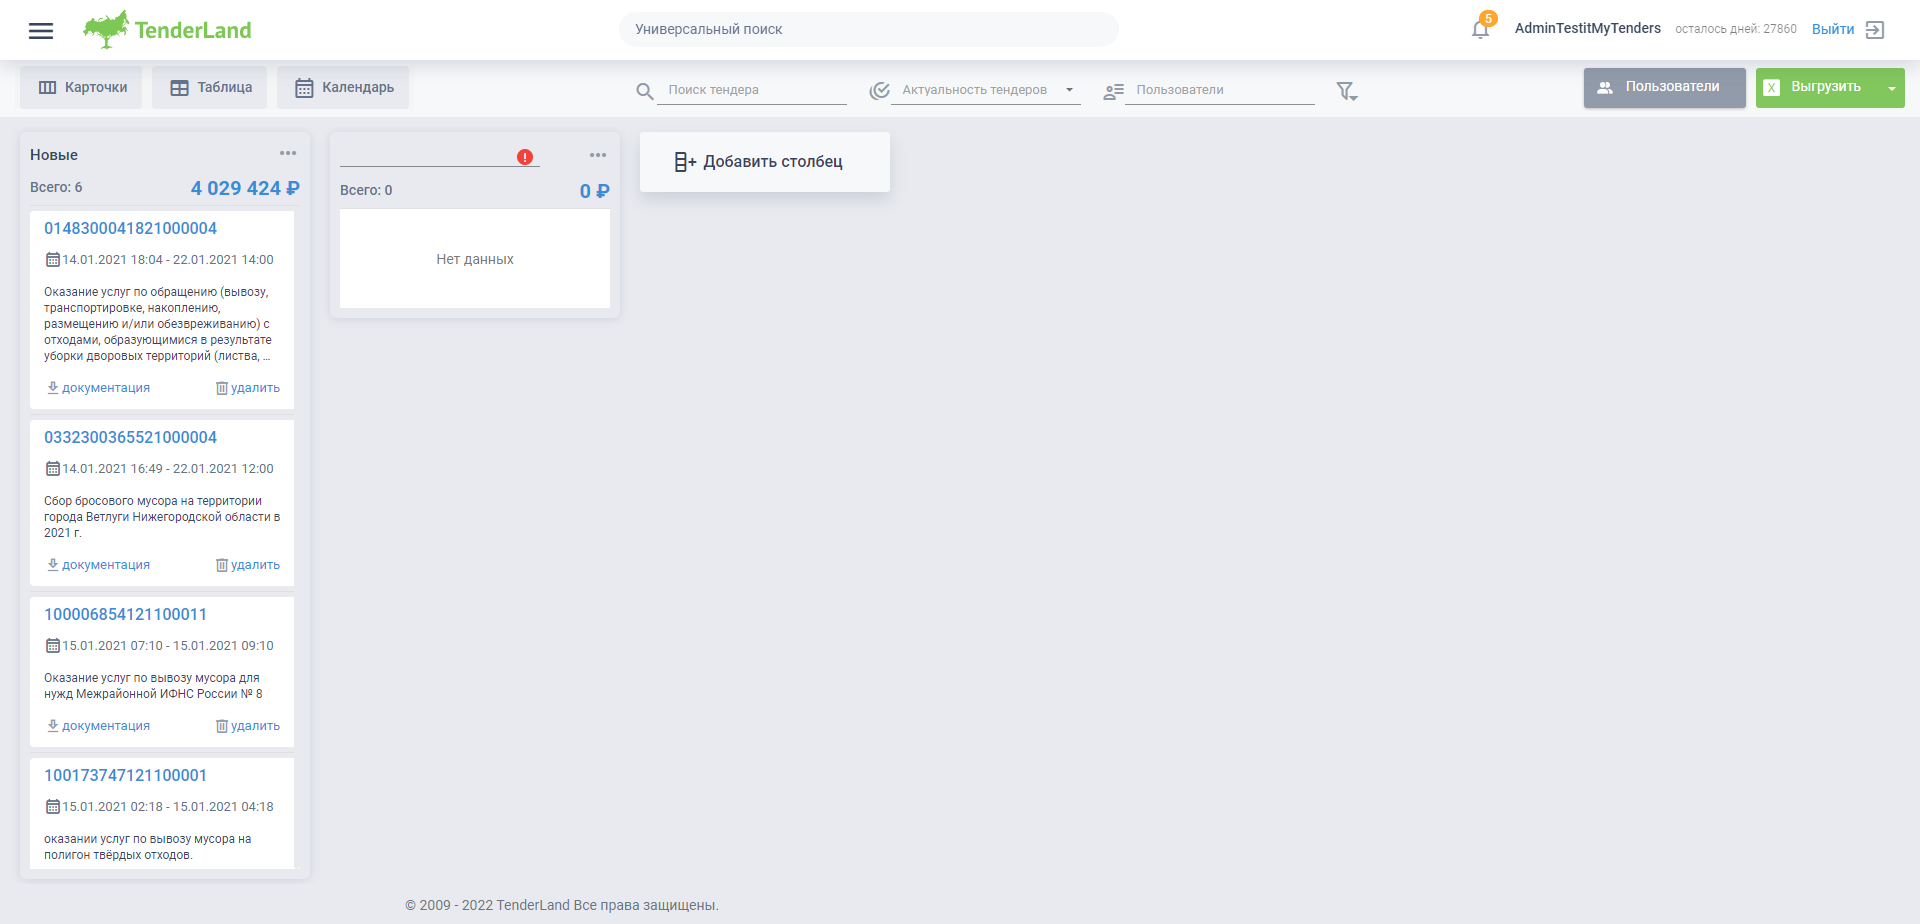 TenderLand
Универсальный поиск
5
AdminTestitMyTenders
осталось дней: 27860
Выйти
Карточки
Таблица
Календарь
Поиск тендера
Актуальность тендеров
Пользователи
Пользователи
X
Выгрузить
Новые
Всего: 6
4 029 424 ₽
0148300041821000004
14.01.2021 18:04 - 22.01.2021 14:00
Оказание услуг по обращению (вывозу,
транспортировке, накоплению,
размещению и/или обезвреживанию) с
отходами, образующимися в результате
уборки дворовых территорий (листва, ...
документация
удалить
0332300365521000004
14.01.2021 16:49 - 22.01.2021 12:00
Сбор бросового мусора на территории
города Ветлуги Нижегородской области в
2021 г.
документация
удалить
100006854121100011
15.01.2021 07:10 - 15.01.2021 09:10
Оказание услуг по вывозу мусора для
нужд Межрайонной ИФНС России № 8
документация
удалить
100173747121100001
15.01.2021 02:18 - 15.01.2021 04:18
оказании услуг по вывозу мусора на
полигон твёрдых отходов.
!
Всего: 0
0 ₽
Нет данных
Добавить столбец
© 2009 - 2022 TenderLand Все права защищены.